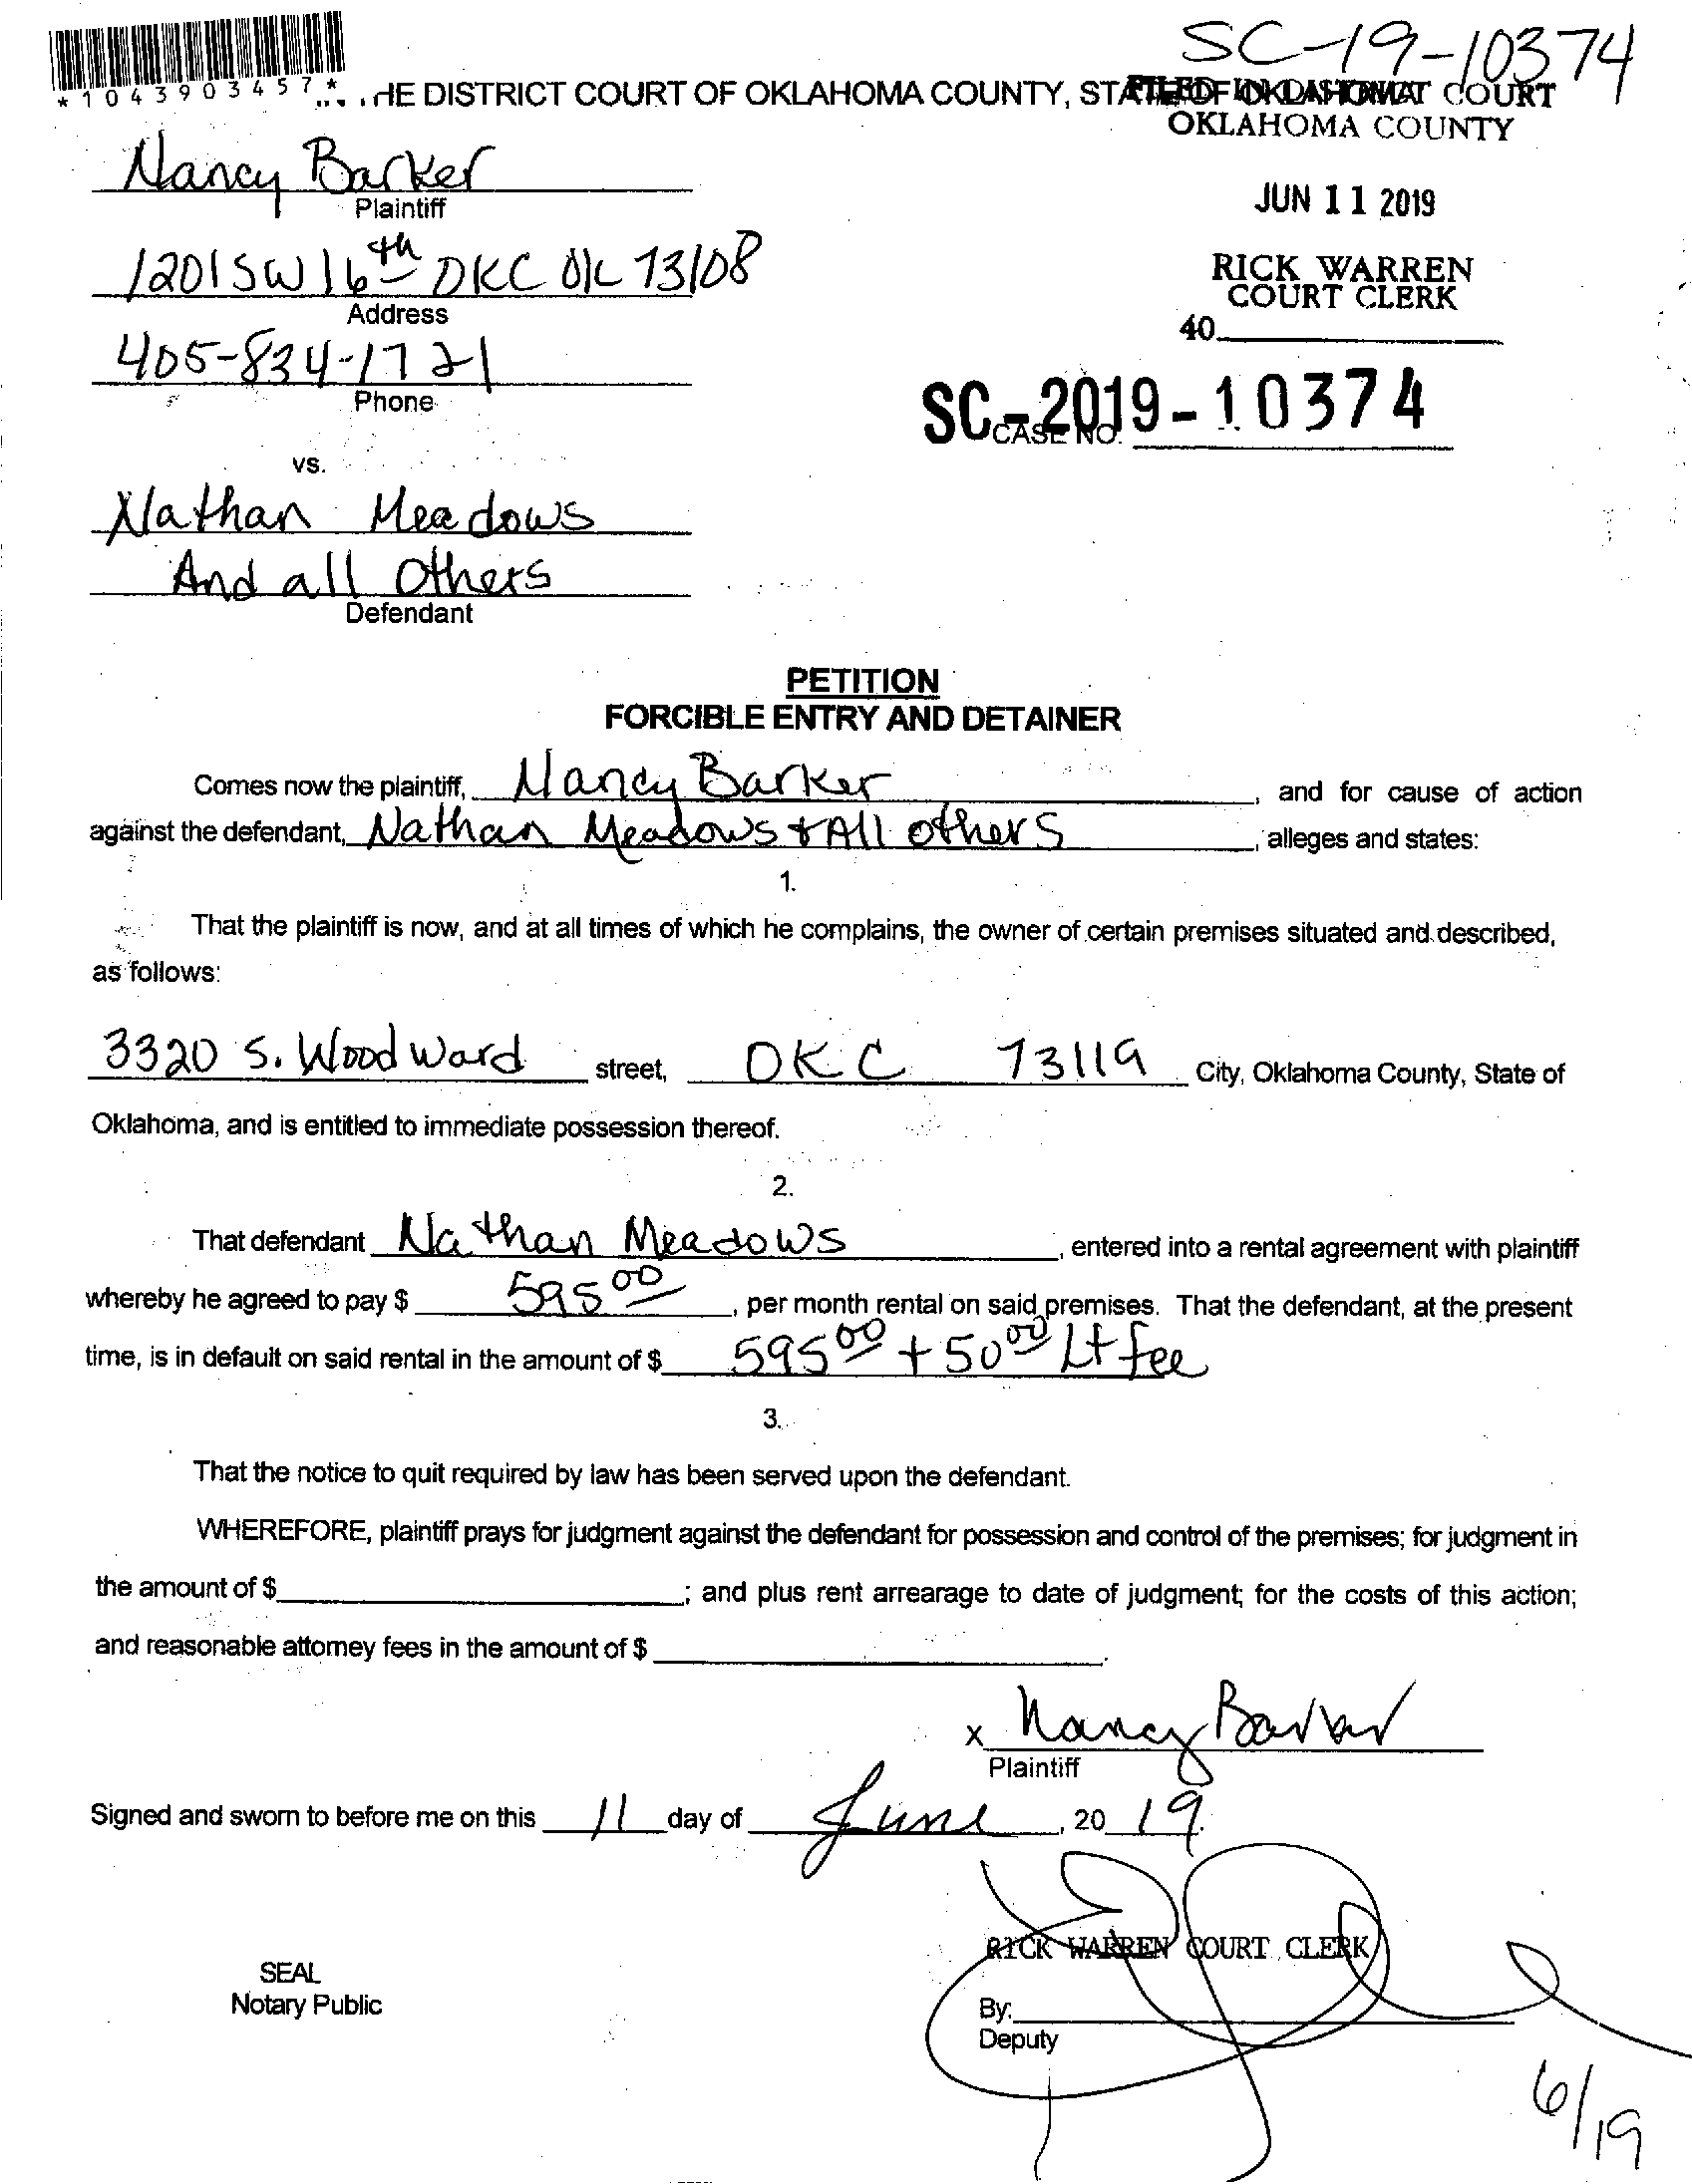 SC-19-10374
*1043903457*
HE DISTRICT COURT OF OKLAHOMA COUNTY, STATE OF OKLAHOMA
FILED IN DISTRICT COURT
OKLAHOMA COUNTY
Nancy Barker
Plaintiff
JUN 11 2019
1201 SW 16th OKC OK 73108
Address
RICK WARREN
COURT CLERK
40
405-834-1721
Phone
SC-2019-10374
CASE NO.
vs.
Nathan Meadows
And all Others
Defendant
PETITION
FORCIBLE ENTRY AND DETAINER
Comes now the plaintiff, Nancy Barker, and for cause of action
against the defendant, Nathan Meadows + All others, alleges and states:
1.
That the plaintiff is now, and at all times of which he complains, the owner of certain premises situated and described,
as follows:
3320 S. Woodward street, OKC 73119 City, Oklahoma County, State of
Oklahoma, and is entitled to immediate possession thereof.
2.
That defendant Nathan Meadows, entered into a rental agreement with plaintiff
whereby he agreed to pay $ 595 00, per month rental on said premises. That the defendant, at the present
time, is in default on said rental in the amount of $ 595 00 + 50 00 Lt fee
3.
That the notice to quit required by law has been served upon the defendant.
WHEREFORE, plaintiff prays for judgment against the defendant for possession and control of the premises; for judgment in
the amount of $ ; and plus rent arrearage to date of judgment; for the costs of this action;
and reasonable attorney fees in the amount of $ .
x Nancy Barker
Plaintiff
Signed and sworn to before me on this 11 day of June, 20 19.
RICK WARREN COURT CLERK
SEAL
Notary Public
By:
Deputy
6/19